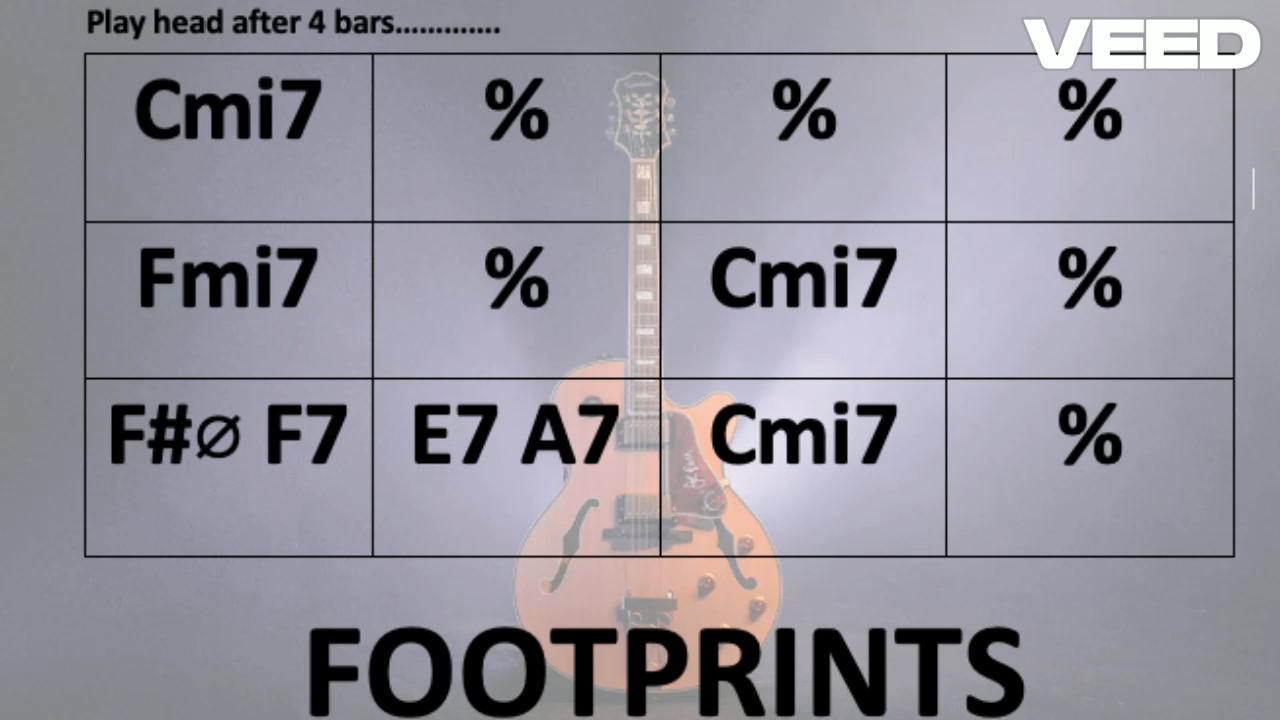 Play head after 4 bars.............
VEED
Cmi7 % % %
Fmi7 % Cmi7 %
F#∅ F7 E7 A7 Cmi7 %
FOOTPRINTS